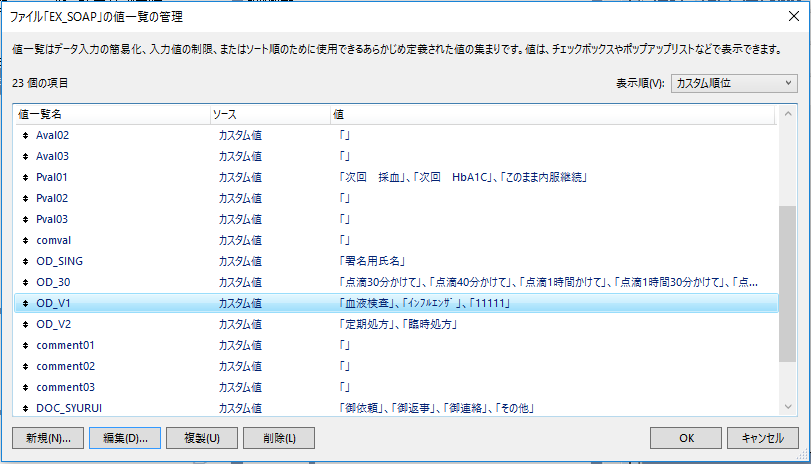 ファイル「EX_SOAP」の値一覧の管理
値一覧はデータ入力の簡易化、入力値の制限、またはソート順のために使用できるあらかじめ定義された値の集まりです。値は、チェックボックスやポップアップリストなどで表示できます。
23 個の項目 表示順(V): カスタム順位
値一覧名 ソース 値
Aval02 カスタム値 「」
Aval03 カスタム値 「」
Pval01 カスタム値 「次回　採血」、「次回　HbA1C」、「このまま内服継続」
Pval02 カスタム値 「」
Pval03 カスタム値 「」
comval カスタム値 「」
OD_SING カスタム値 「署名用氏名」
OD_30 カスタム値 「点滴30分かけて」、「点滴40分かけて」、「点滴1時間かけて」、「点滴1時間30分かけて」、「点...
OD_V1 カスタム値 「血液検査」、「ｲﾝﾌﾙｴﾝｻﾞ」、「11111」
OD_V2 カスタム値 「定期処方」、「臨時処方」
comment01 カスタム値 「」
comment02 カスタム値 「」
comment03 カスタム値 「」
DOC_SYURUI カスタム値 「御依頼」、「御返事」、「御連絡」、「その他」
新規(N)... 編集(D)... 複製(U) 削除(L) OK キャンセル